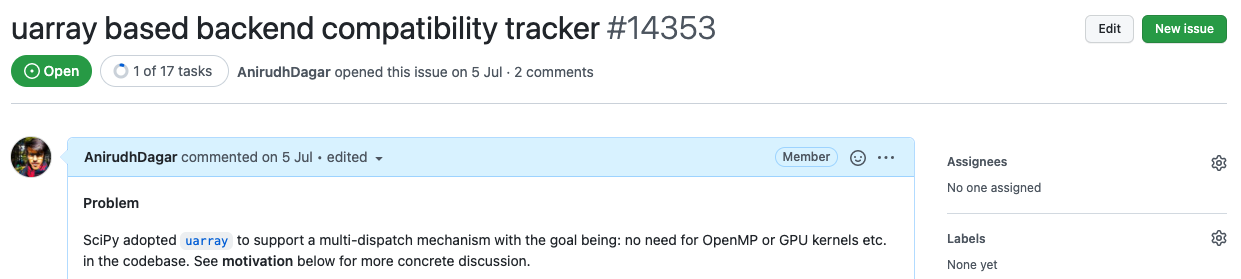 uarray based backend compatibility tracker #14353
Edit
New issue
Open
1 of 17 tasks
AnirudhDagar opened this issue on 5 Jul · 2 comments
AnirudhDagar commented on 5 Jul • edited
Member
Assignees
No one assigned
Problem
SciPy adopted uarray to support a multi-dispatch mechanism with the goal being: no need for OpenMP or GPU kernels etc.
in the codebase. See motivation below for more concrete discussion.
Labels
None yet